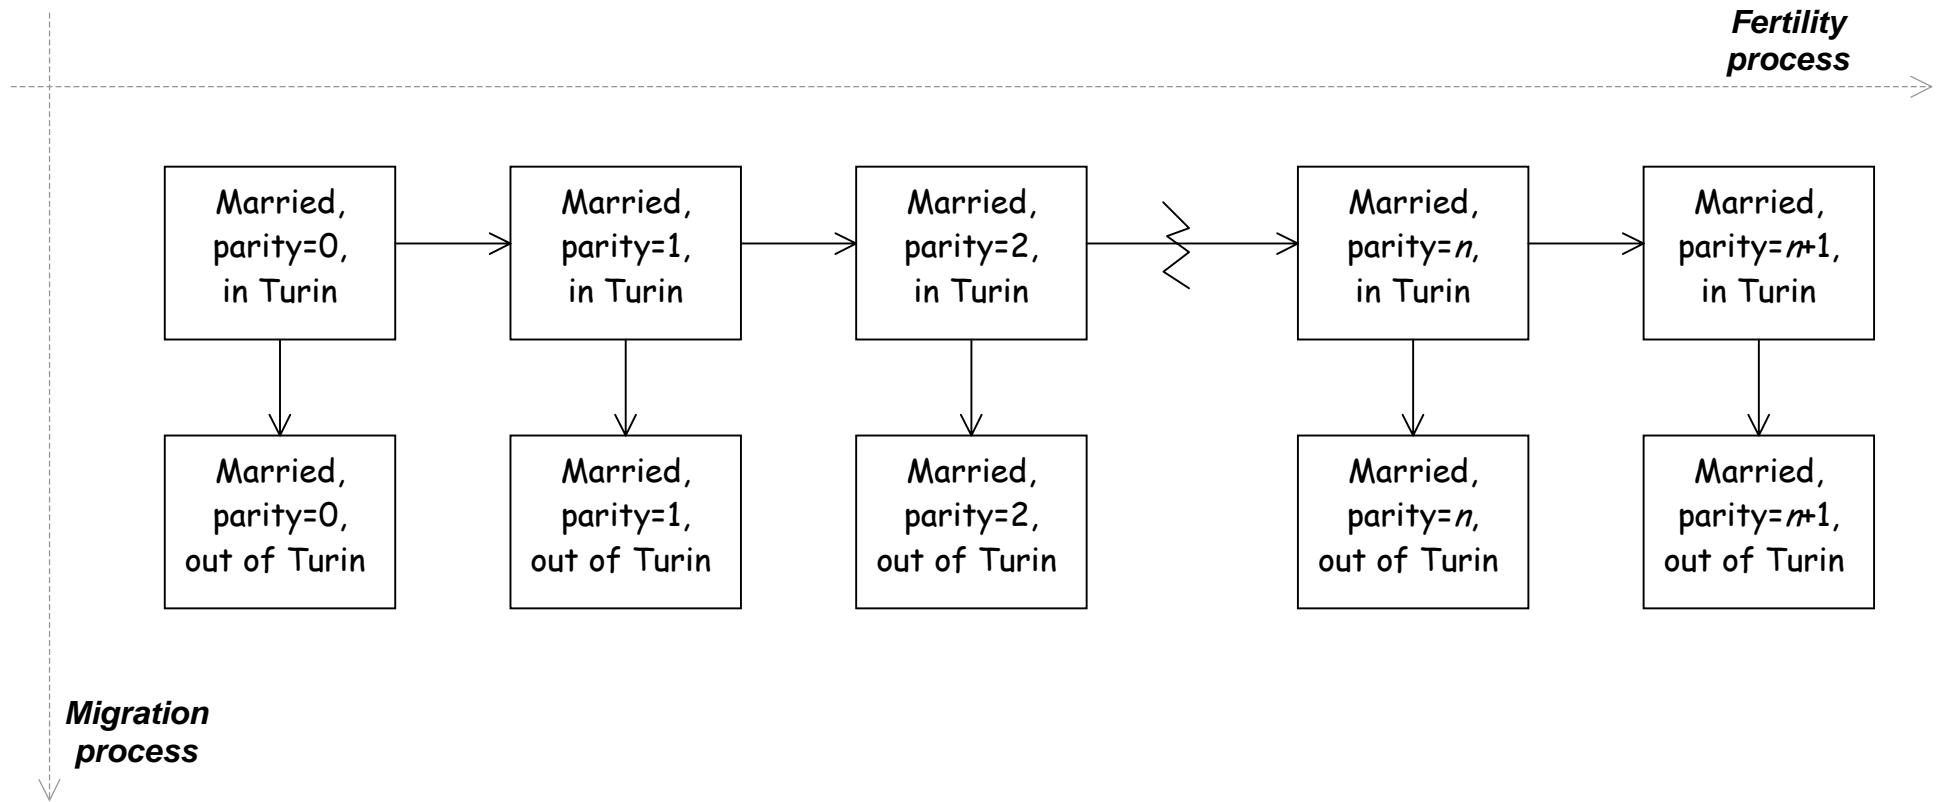 Fertility
process
Married,
parity=0,
in Turin
Married,
parity=1,
in Turin
Married,
parity=2,
in Turin
Married,
parity=n,
in Turin
Married,
parity=n+1,
in Turin
Married,
parity=0,
out of Turin
Married,
parity=1,
out of Turin
Married,
parity=2,
out of Turin
Married,
parity=n,
out of Turin
Married,
parity=n+1,
out of Turin
Migration
process